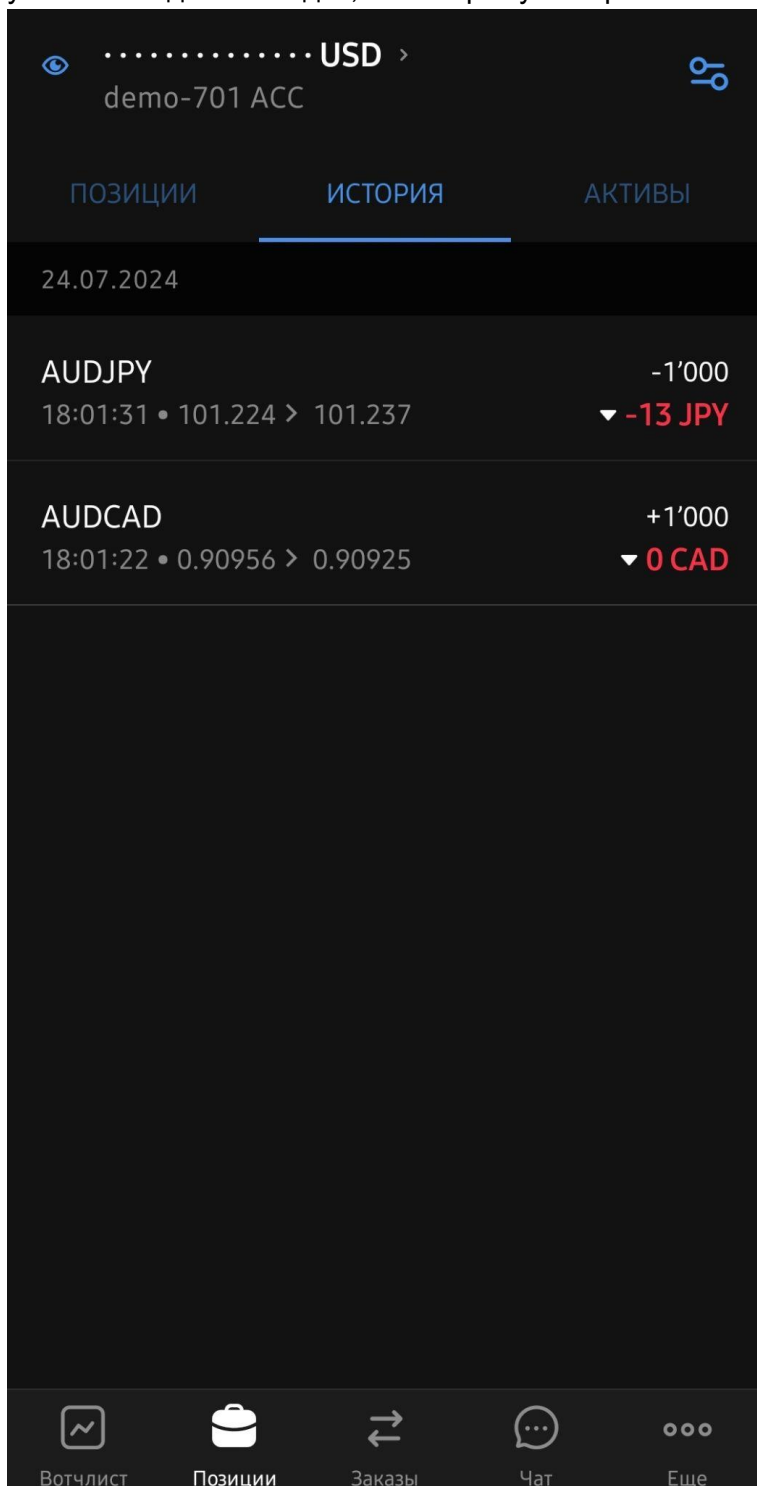 .............. USD >
demo-701 ACC
ПОЗИЦИИ ИСТОРИЯ АКТИВЫ
24.07.2024
AUDJPY -1’000
18:01:31 • 101.224 > 101.237 -13 JPY
AUDCAD +1’000
18:01:22 • 0.90956 > 0.90925 0 CAD
Вотчлист Позиции Заказы Чат Еще